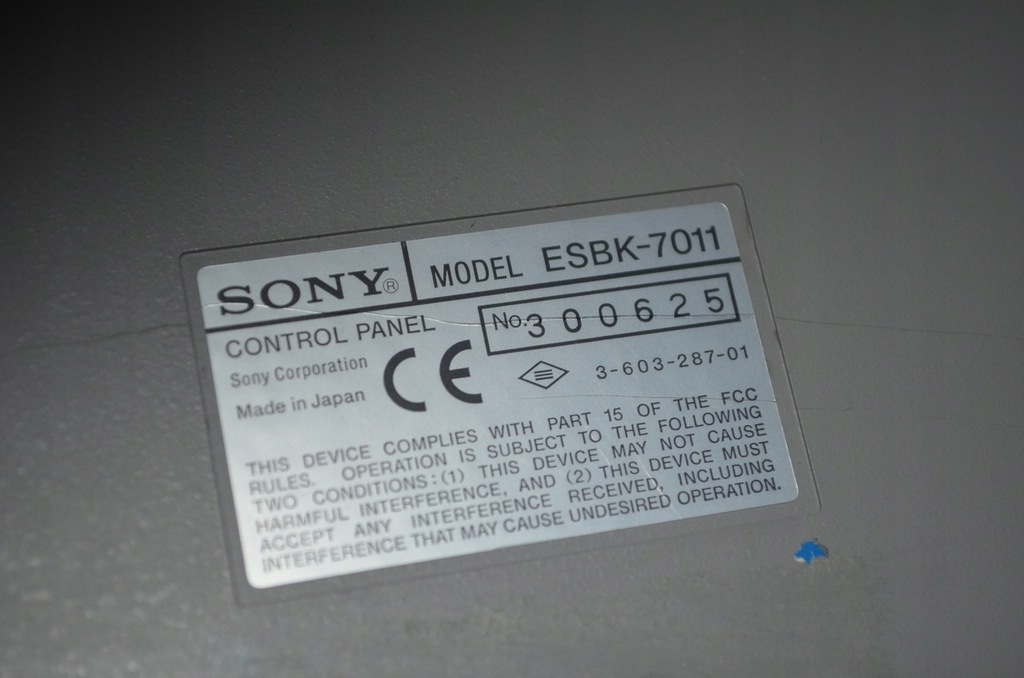 SONY® MODEL ESBK-7011
CONTROL PANEL No. 300625
Sony Corporation
Made in Japan CE 3-603-287-01
THIS DEVICE COMPLIES WITH PART 15 OF THE FCC
RULES. OPERATION IS SUBJECT TO THE FOLLOWING
TWO CONDITIONS: (1) THIS DEVICE MAY NOT CAUSE
HARMFUL INTERFERENCE, AND (2) THIS DEVICE MUST
ACCEPT ANY INTERFERENCE RECEIVED, INCLUDING
INTERFERENCE THAT MAY CAUSE UNDESIRED OPERATION.